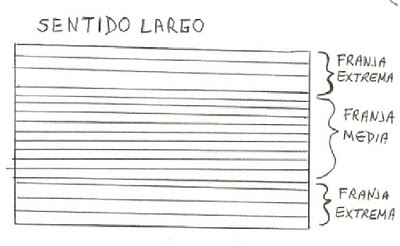 SENTIDO LARGO
FRANJA
EXTREMA
FRANJA
MEDIA
FRANJA
EXTREMA